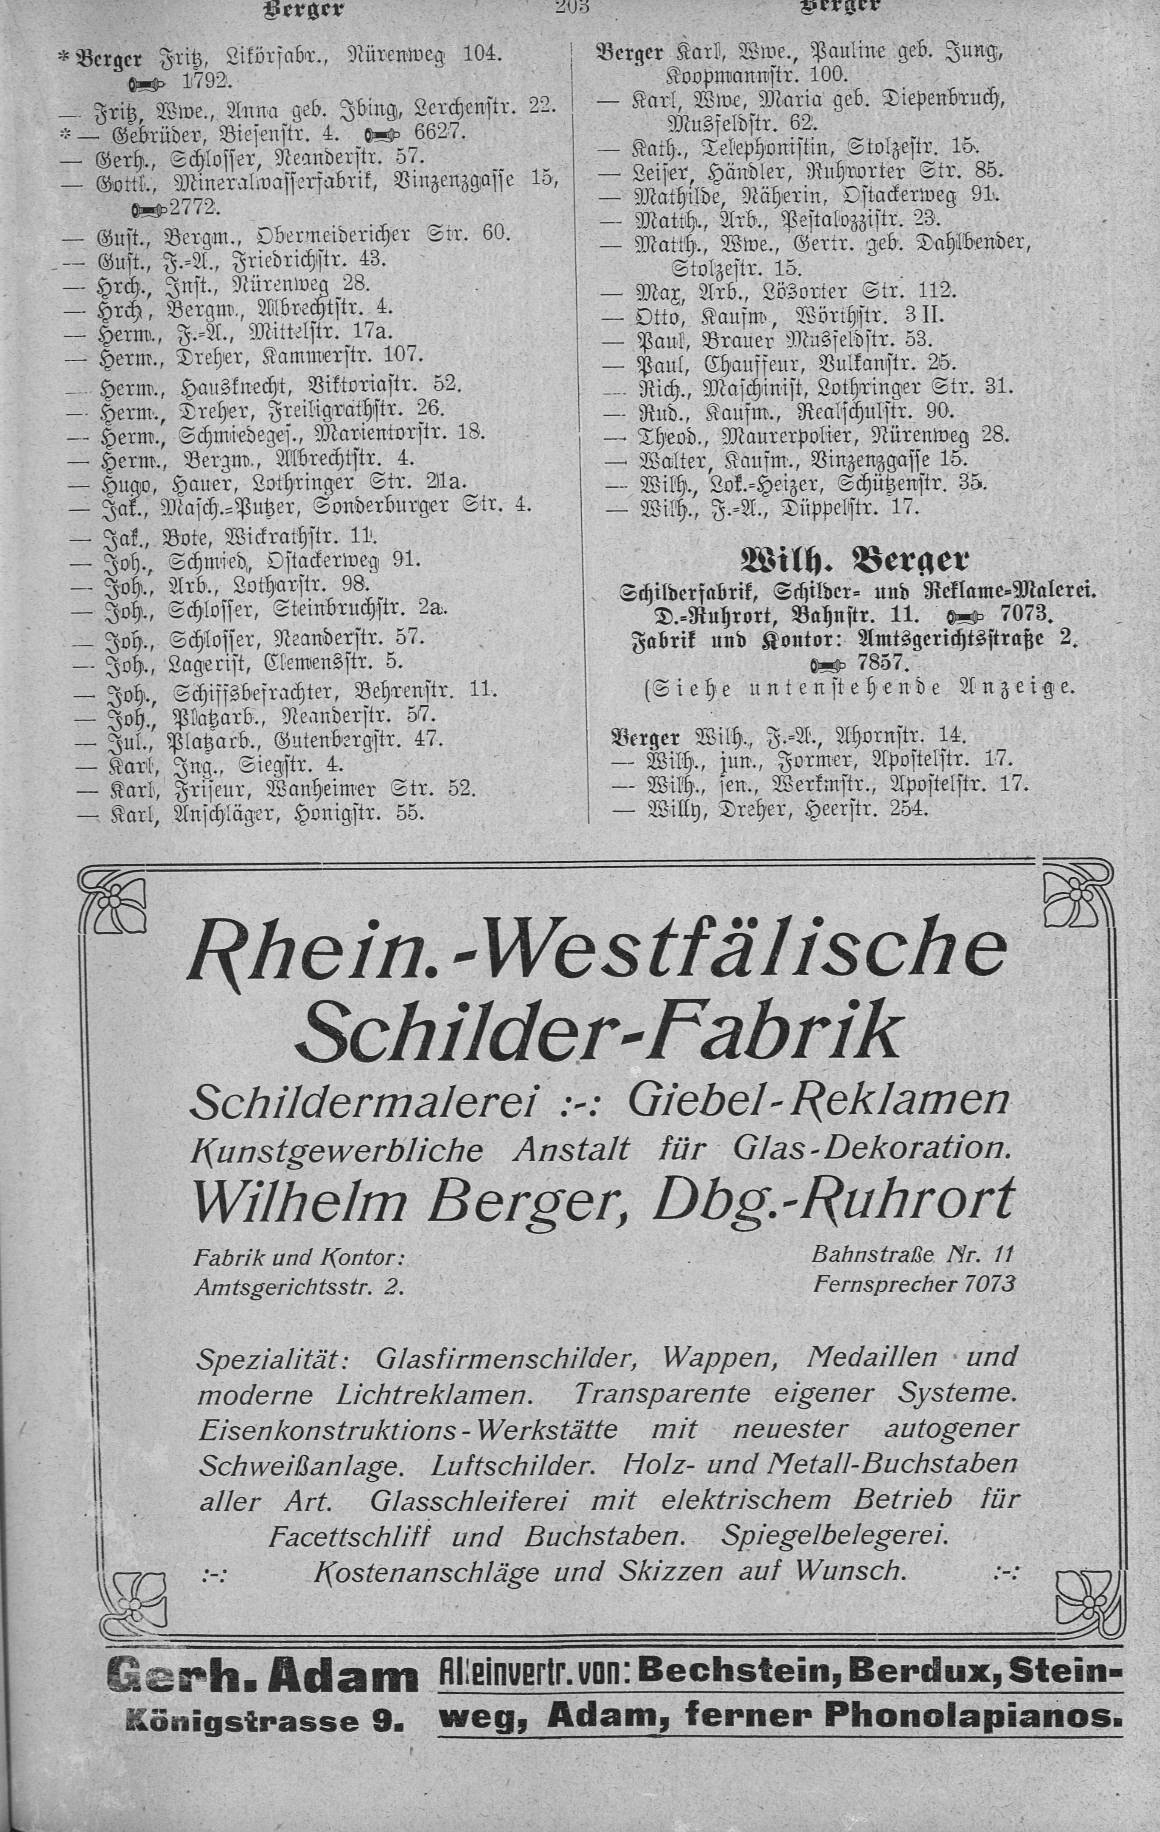 Berger 203 Berger
* Berger Fritz, Likörfabr., Nürenweg 104.
1792.
— Fritz, Wwe., Anna geb. Ibing, Lerchenstr. 22.
* — Gebrüder, Biesenstr. 4. 6627.
— Gerh., Schlosser, Neanderstr. 57.
— Gottl., Mineralwasserfabrik, Vinzenzgasse 15,
2772.
— Gust., Bergm., Obermeidericher Str. 60.
— Gust., F.=A., Friedrichstr. 43.
— Hrch., Inst., Nürenweg 28.
— Hrch, Bergm., Albrechtstr. 4.
— Herm., F.=A., Mittelstr. 17a.
— Herm., Dreher, Kammerstr. 107.
— Herm., Hausknecht, Viktoriastr. 52.
— Herm., Dreher, Freiligrathstr. 26.
— Herm., Schmiedeges., Marientorstr. 18.
— Herm., Bergm., Albrechtstr. 4.
— Hugo, Hauer, Lothringer Str. 21a.
— Jak., Masch.=Putzer, Sonderburger Str. 4.
— Jak., Bote, Wickrathstr. 11.
— Joh., Schmied, Ostackerweg 91.
— Joh., Arb., Lotharstr. 98.
— Joh., Schlosser, Steinbruchstr. 2a.
— Joh., Schlosser, Neanderstr. 57.
— Joh., Lagerist, Clemensstr. 5.
— Joh., Schiffsbefrachter, Behrenstr. 11.
— Joh., Platzarb., Neanderstr. 57.
— Jul., Platzarb., Gutenbergstr. 47.
— Karl, Ing., Siegstr. 4.
— Karl, Friseur, Wanheimer Str. 52.
— Karl, Anschläger, Honigstr. 55.
Berger Karl, Wwe., Pauline geb. Jung,
Koopmannstr. 100.
— Karl, Wwe, Maria geb. Diepenbruch,
Musfeldstr. 62.
— Kath., Telephonistin, Stolzestr. 15.
— Leiser, Händler, Ruhrorter Str. 85.
— Mathilde, Näherin, Ostackerweg 91.
— Matth., Arb., Pestalozzistr. 23.
— Matth., Wwe., Gertr. geb. Dahlbender,
Stolzestr. 15.
— Max, Arb., Lösorter Str. 112.
— Otto, Kaufm, Wörthstr. 3 II.
— Paul, Brauer Musfeldstr. 53.
— Paul, Chauffeur, Vulkanstr. 25.
— Rich., Maschinist, Lothringer Str. 31.
— Rud., Kaufm., Realschulstr. 90.
— Theod., Maurerpolier, Nürenweg 28.
— Walter, Kaufm., Vinzenzgasse 15.
— Wilh., Lok.=Heizer, Schützenstr. 35.
— Wilh., F.=A., Düppelstr. 17.
Wilh. Berger
Schilderfabrik, Schilder= und Reklame=Malerei.
D.=Ruhrort, Bahnstr. 11. 7073.
Fabrik und Kontor: Amtsgerichtsstraße 2.
7857.
(Siehe untenstehende Anzeige.
Berger Wilh., F.=A., Ahornstr. 14.
— Wilh., jun., Former, Apostelstr. 17.
— Wilh., sen., Werkmstr., Apostelstr. 17.
— Willy, Dreher, Heerstr. 254.
Rhein.-Westfälische
Schilder-Fabrik
Schildermalerei :-: Giebel-Reklamen
Kunstgewerbliche Anstalt für Glas-Dekoration.
Wilhelm Berger, Dbg.-Ruhrort
Fabrik und Kontor: Bahnstraße Nr. 11
Amtsgerichtsstr. 2. Fernsprecher 7073
Spezialität: Glasfirmenschilder, Wappen, Medaillen und
moderne Lichtreklamen. Transparente eigener Systeme.
Eisenkonstruktions-Werkstätte mit neuester autogener
Schweißanlage. Luftschilder. Holz- und Metall-Buchstaben
aller Art. Glasschleiferei mit elektrischem Betrieb für
Facettschliff und Buchstaben. Spiegelbelegerei.
:-: Kostenanschläge und Skizzen auf Wunsch. :-:
Gerh. Adam Alleinvertr. von: Bechstein, Berdux, Stein-
Königstrasse 9. weg, Adam, ferner Phonolapianos.